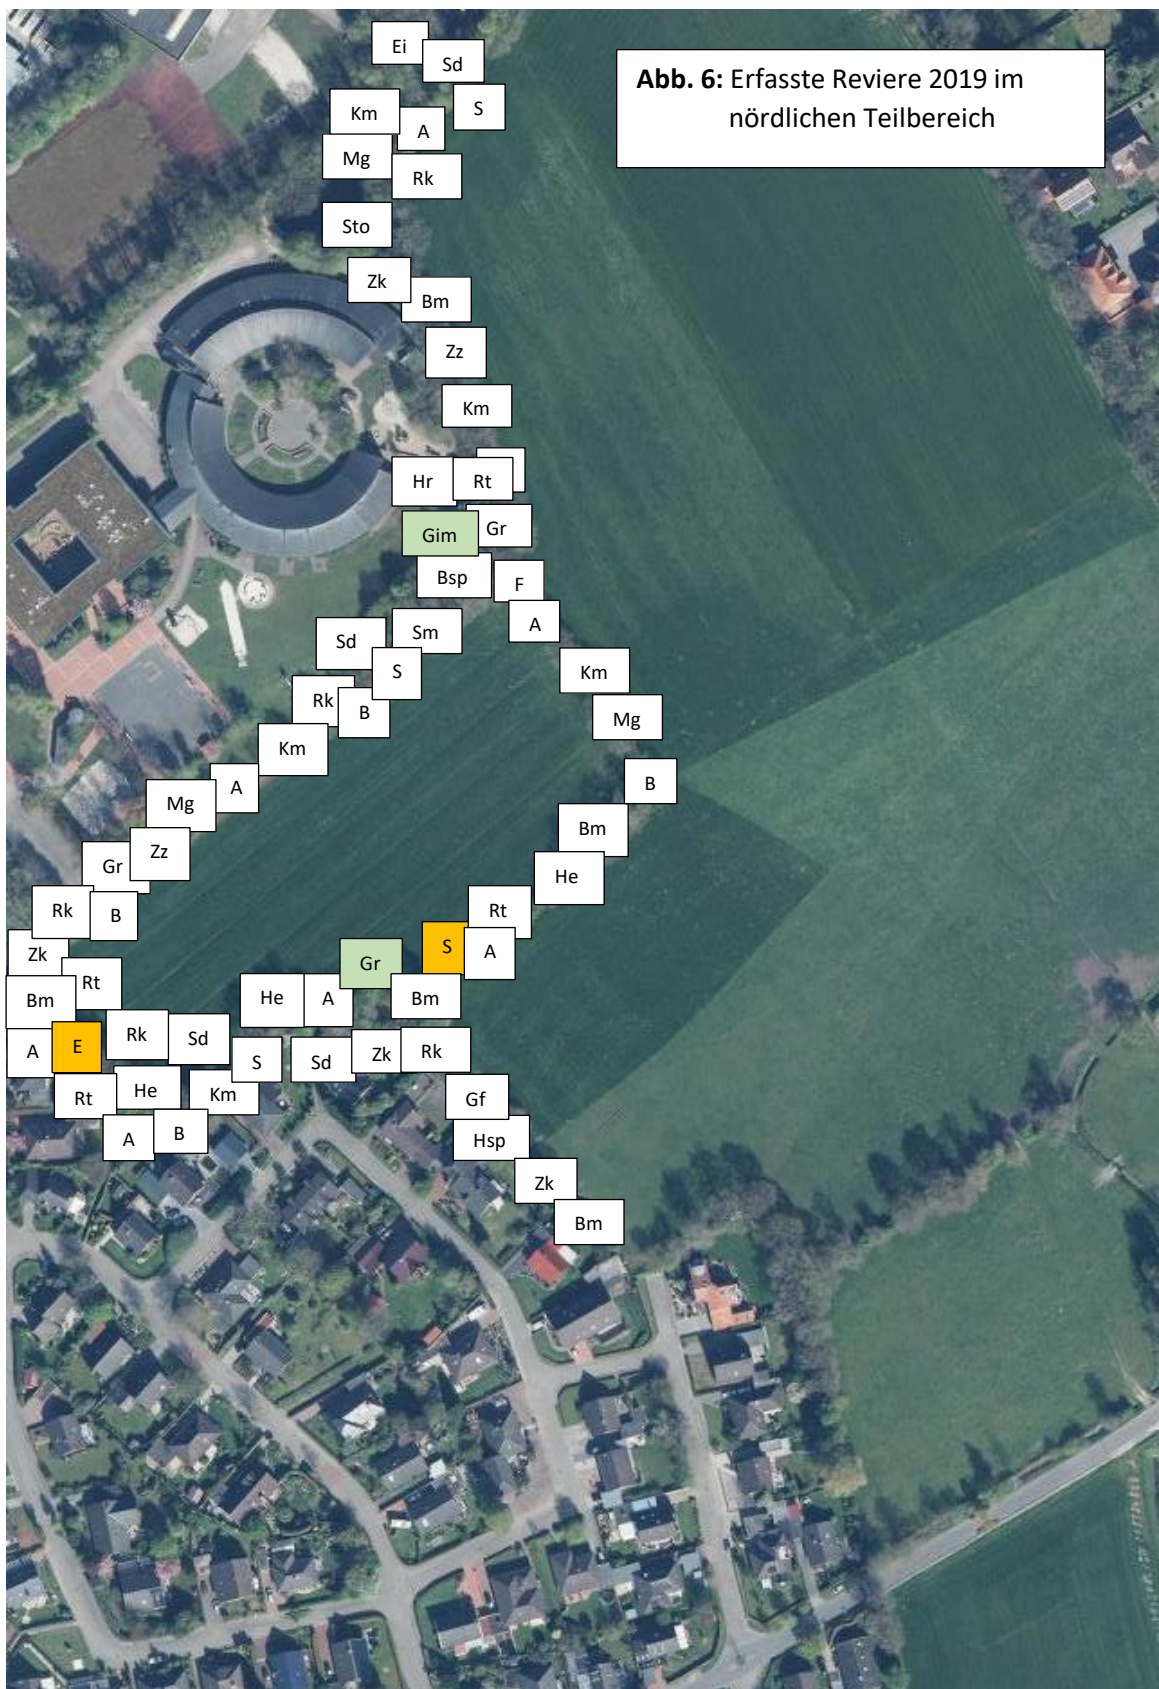 Abb. 6: Erfasste Reviere 2019 im
nördlichen Teilbereich
Ei
Sd
S
Km
A
Mg
Rk
Sto
Zk
Bm
Zz
Km
Hr
Rt
Gim
Gr
Bsp
F
A
Sd
Sm
S
Km
Rk
B
Mg
Km
B
A
Mg
Bm
Zz
Gr
He
Rk
B
Rt
S
A
Zk
Gr
Rt
He
A
Bm
Bm
Rk
Sd
A
E
S
Sd
Zk
Rk
Rt
He
Km
Gf
A
B
Hsp
Zk
Bm